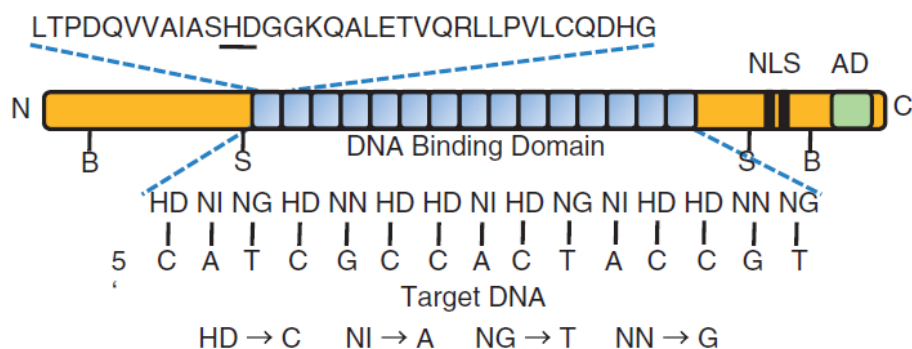 LTPDQVVAIASHDGGKQALETVQRLLPVLCQDHG
NLS AD
N C
DNA Binding Domain
B S S B
HD NI NG HD NN HD HD NI HD NG NI HD HD NN NG
5‘ C A T C G C C A C T A C C G T
Target DNA
HD → C NI → A NG → T NN → G